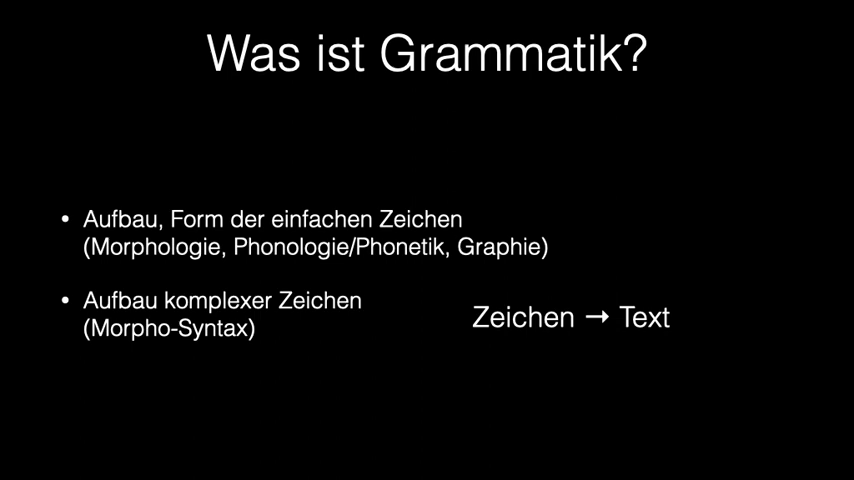 Was ist Grammatik?
• Aufbau, Form der einfachen Zeichen
(Morphologie, Phonologie/Phonetik, Graphie)
• Aufbau komplexer Zeichen
(Morpho-Syntax)
Zeichen → Text